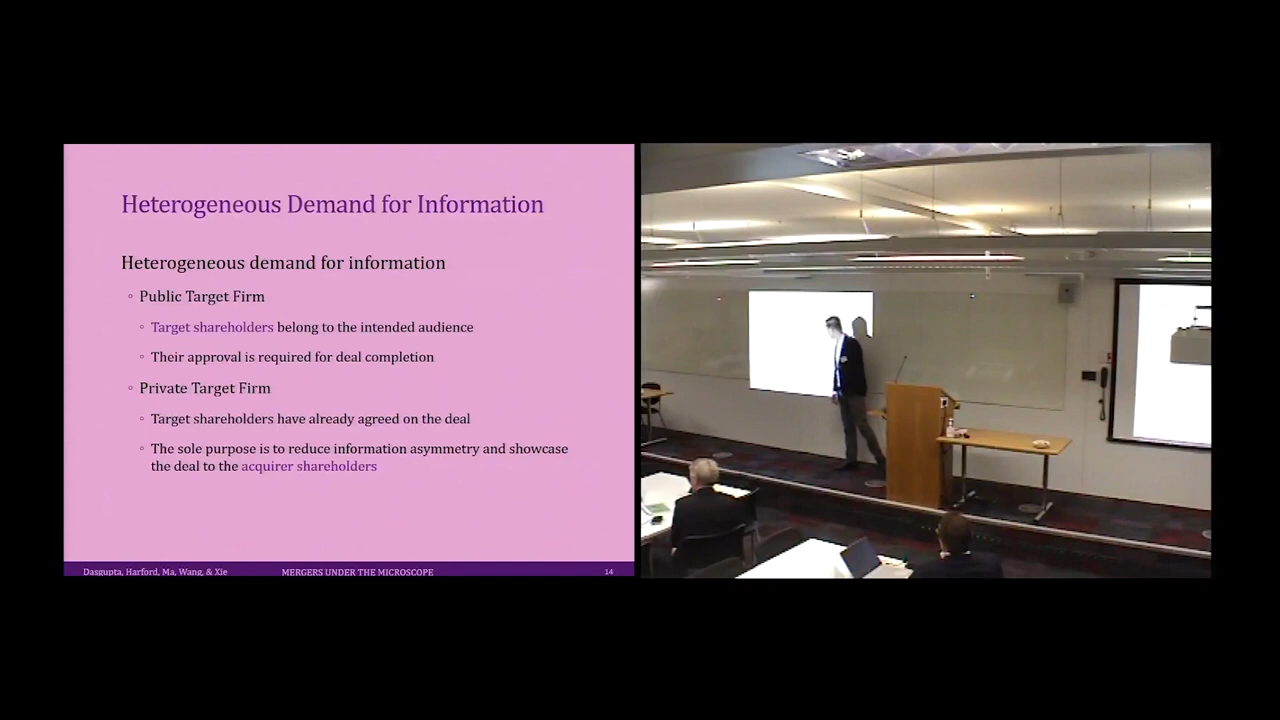 Heterogeneous Demand for Information
Heterogeneous demand for information
◦ Public Target Firm
◦ Target shareholders belong to the intended audience
◦ Their approval is required for deal completion
◦ Private Target Firm
◦ Target shareholders have already agreed on the deal
◦ The sole purpose is to reduce information asymmetry and showcase
the deal to the acquirer shareholders
Dasgupta, Harford, Ma, Wang, & Xie
MERGERS UNDER THE MICROSCOPE
14